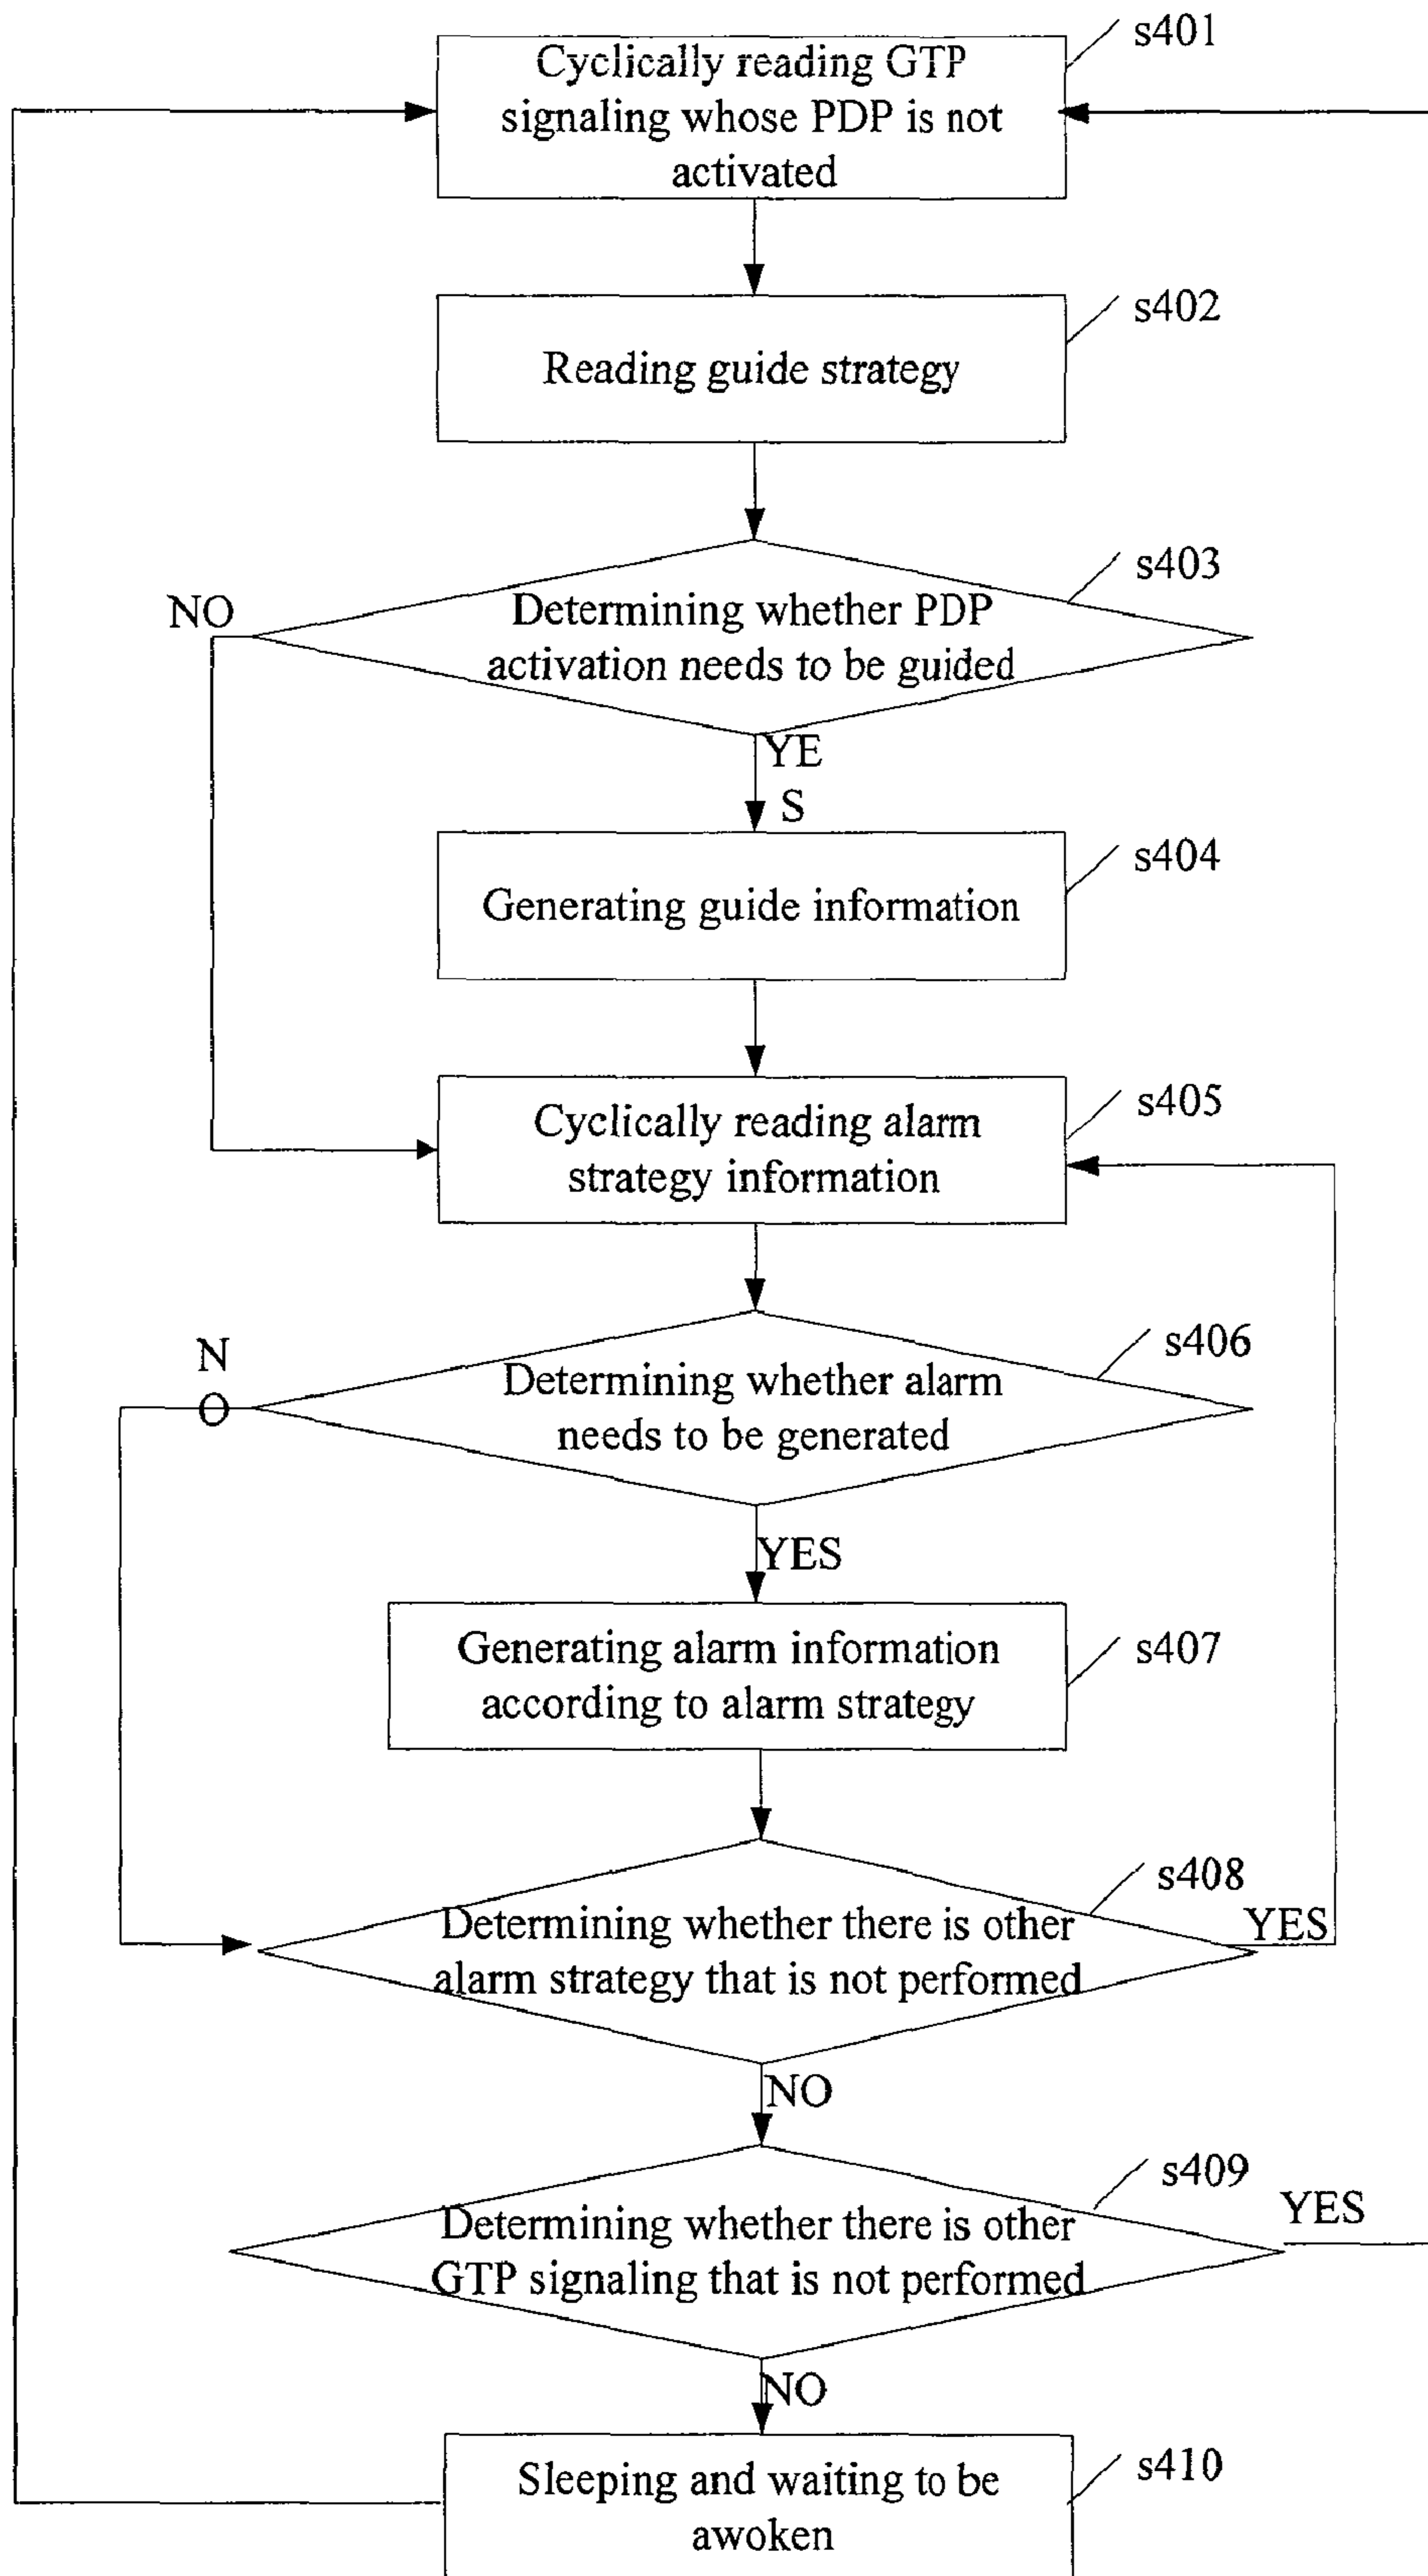 s401
Cyclically reading GTP
signaling whose PDP is not
activated
s402
Reading guide strategy
s403
NO
Determining whether PDP
activation needs to be guided
YE
S
s404
Generating guide information
s405
Cyclically reading alarm
strategy information
s406
N
O
Determining whether alarm
needs to be generated
YES
s407
Generating alarm information
according to alarm strategy
s408
Determining whether there is other
YES
alarm strategy that is not performed
NO
s409
YES
Determining whether there is other
GTP signaling that is not performed
NO
s410
Sleeping and waiting to be
awoken